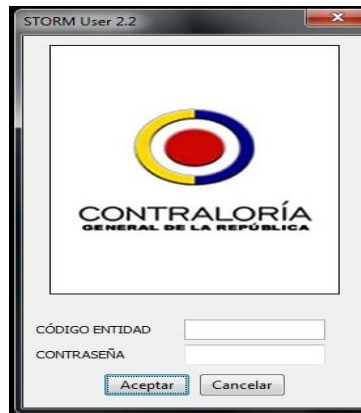 STORM User 2.2
CONTRALORÍA
GENERAL DE LA REPÚBLICA
CÓDIGO ENTIDAD
CONTRASEÑA
Aceptar Cancelar